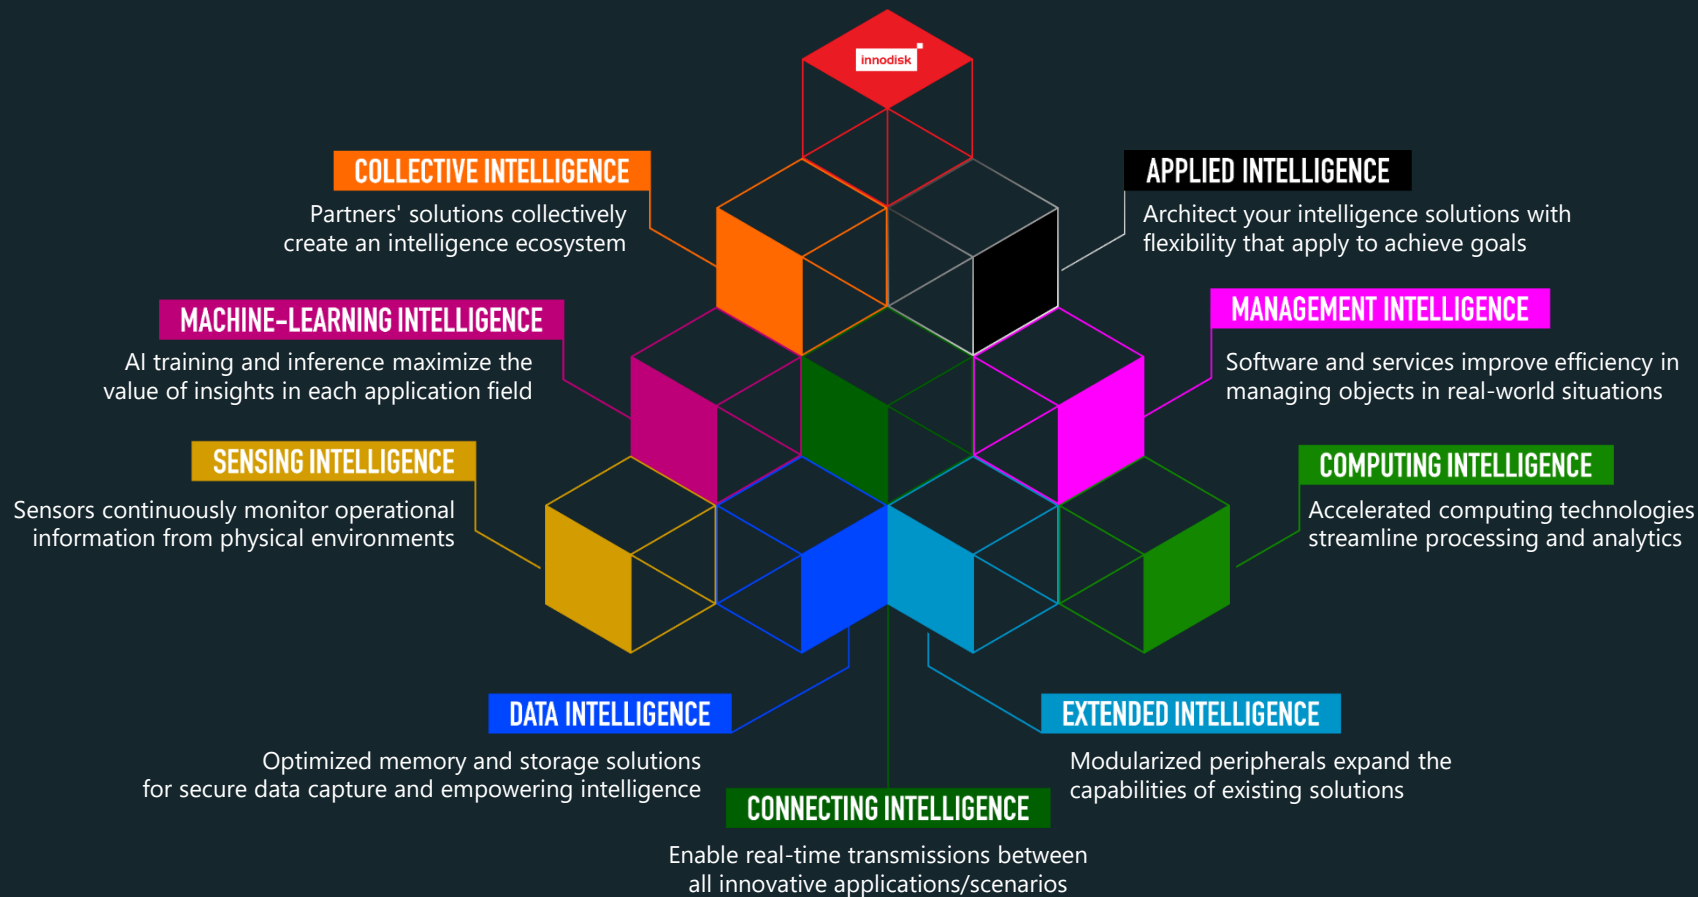 innodisk
COLLECTIVE INTELLIGENCE
Partners' solutions collectively
create an intelligence ecosystem
APPLIED INTELLIGENCE
Architect your intelligence solutions with
flexibility that apply to achieve goals
MACHINE-LEARNING INTELLIGENCE
AI training and inference maximize the
value of insights in each application field
MANAGEMENT INTELLIGENCE
Software and services improve efficiency in
managing objects in real-world situations
SENSING INTELLIGENCE
Sensors continuously monitor operational
information from physical environments
COMPUTING INTELLIGENCE
Accelerated computing technologies
streamline processing and analytics
DATA INTELLIGENCE
Optimized memory and storage solutions
for secure data capture and empowering intelligence
EXTENDED INTELLIGENCE
Modularized peripherals expand the
capabilities of existing solutions
CONNECTING INTELLIGENCE
Enable real-time transmissions between
all innovative applications/scenarios